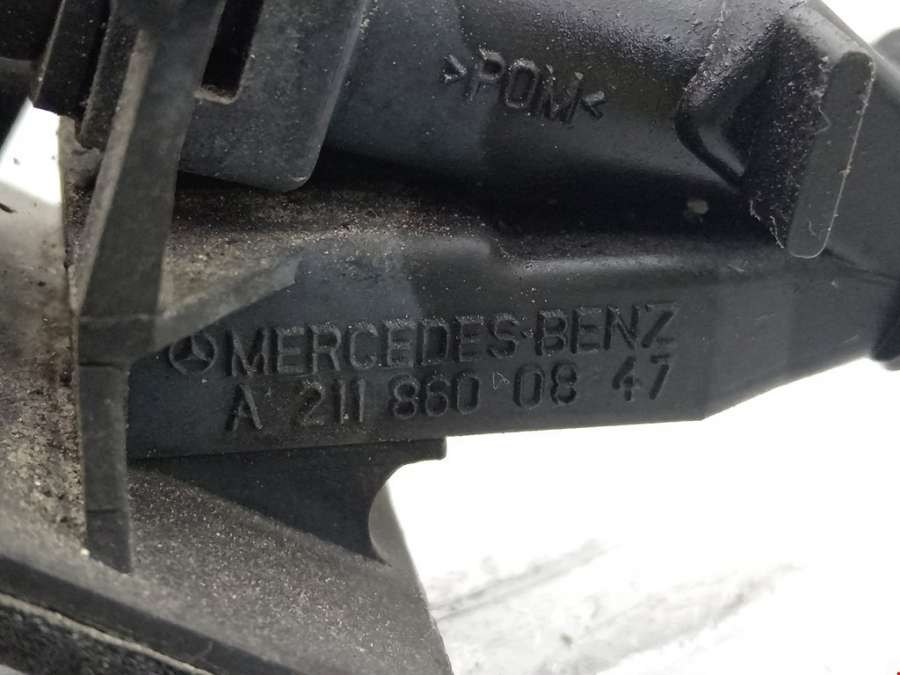 >POM<
MERCEDES-BENZ
A 211 860 08 47